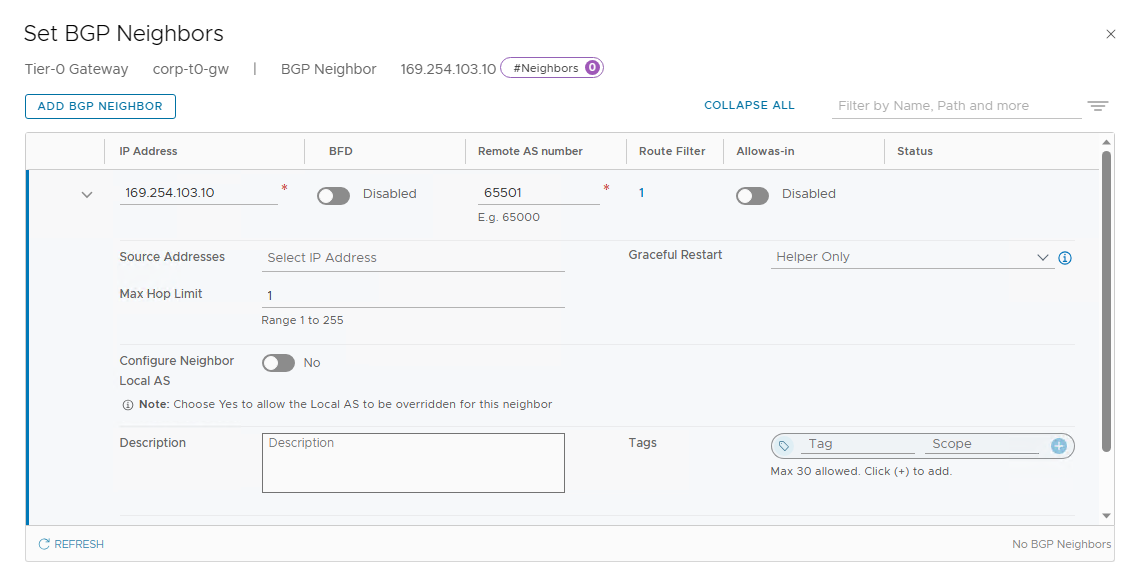 Set BGP Neighbors
Tier-0 Gateway corp-t0-gw | BGP Neighbor 169.254.103.10 #Neighbors 0
ADD BGP NEIGHBOR COLLAPSE ALL Filter by Name, Path and more
IP Address BFD Remote AS number Route Filter Allowas-in Status
169.254.103.10 * Disabled 65501 * 1 Disabled
E.g. 65000
Source Addresses Select IP Address Graceful Restart Helper Only
Max Hop Limit 1
Range 1 to 255
Configure Neighbor No
Local AS
Note: Choose Yes to allow the Local AS to be overridden for this neighbor
Description Description Tags Tag Scope
Max 30 allowed. Click (+) to add.
REFRESH No BGP Neighbors